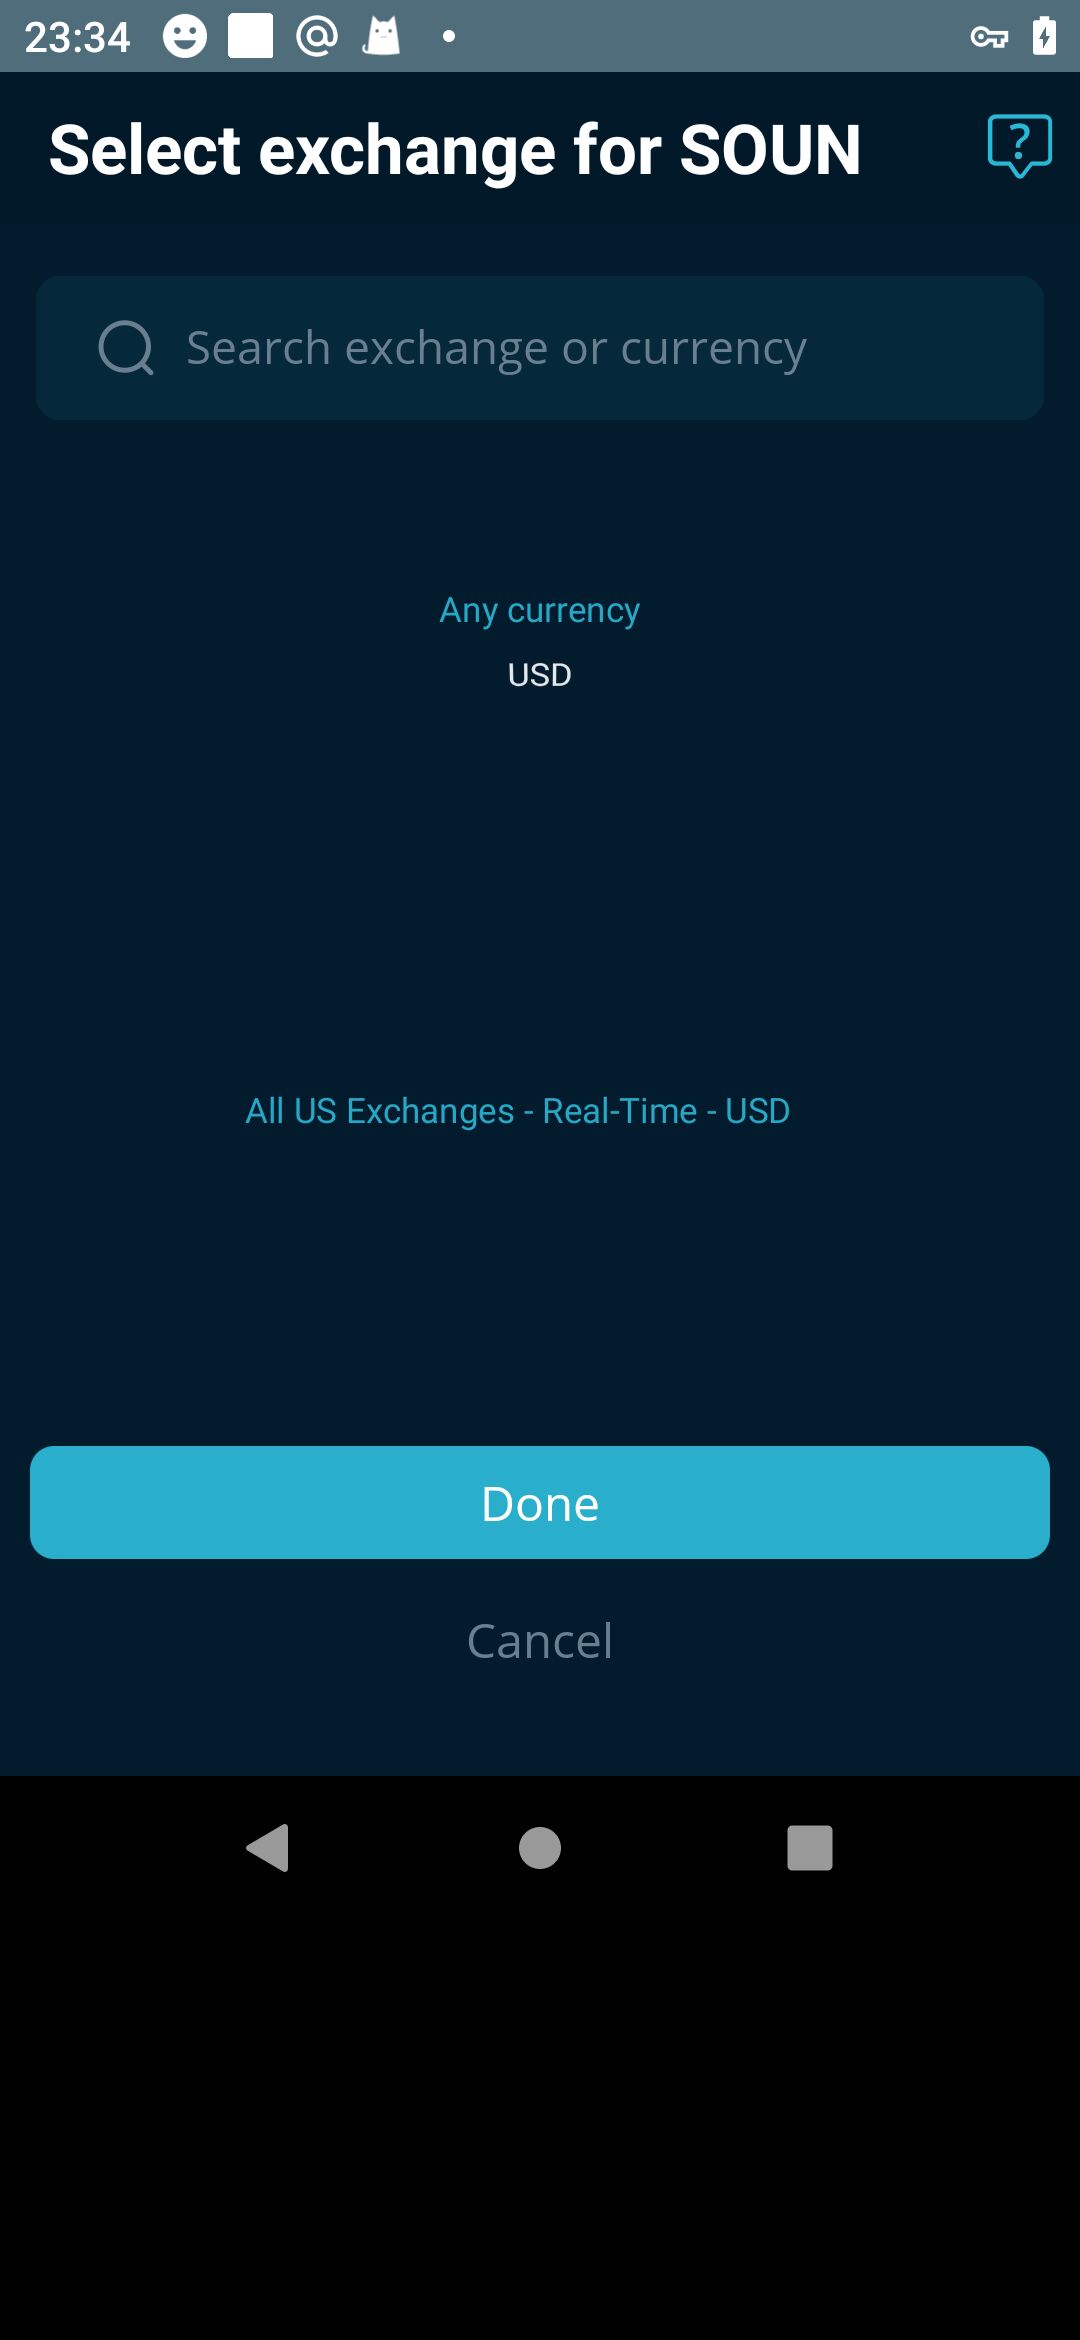 23:34
Select exchange for SOUN
Search exchange or currency
Any currency
USD
All US Exchanges - Real-Time - USD
Done
Cancel